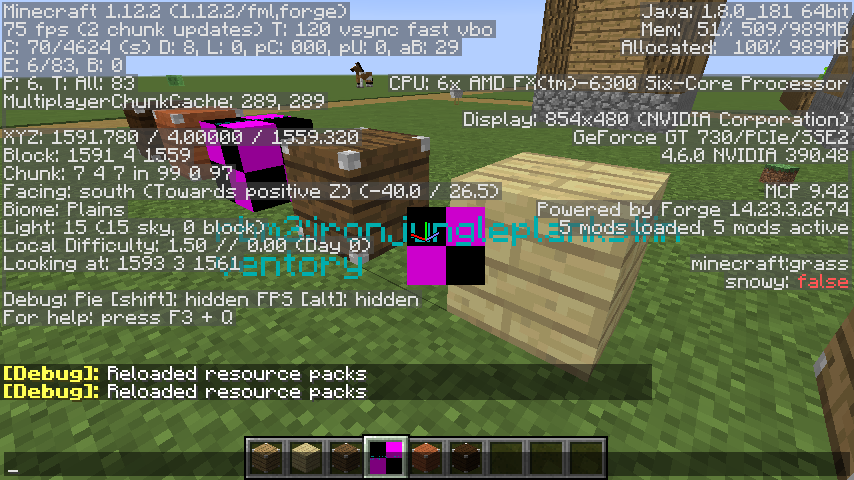 Minecraft 1.12.2 (1.12.2/fml,forge)
75 fps (2 chunk updates) T: 120 vsync fast vbo
C: 70/4624 (s) D: 8, L: 0, pC: 000, pU: 0, aB: 29
E: 6/83, B: 0
P: 6, T: All: 83
MultiplayerChunkCache: 289, 289
XYZ: 1591.780 / 4.00000 / 1559.320
Block: 1591 4 1559
Chunk: 7 4 7 in 99 0 97
Facing: south (Towards positive Z) (-40.0 / 26.5)
Biome: Plains
Light: 15 (15 sky, 0 block)
Local Difficulty: 1.50 // 0.00 (Day 0)
Looking at: 1593 3 1561
Debug: Pie [shift]: hidden FPS [alt]: hidden
For help: press F3 + Q
Java: 1.8.0_181 64bit
Mem: 51% 509/989MB
Allocated: 100% 989MB
CPU: 6x AMD FX(tm)-6300 Six-Core Processor
Display: 854x480 (NVIDIA Corporation)
GeForce GT 730/PCIe/SSE2
4.6.0 NVIDIA 390.48
MCP 9.42
Powered by Forge 14.23.3.2674
5 mods loaded, 5 mods active
minecraft:grass
snowy: false
ventory
[Debug]: Reloaded resource packs
[Debug]: Reloaded resource packs
_